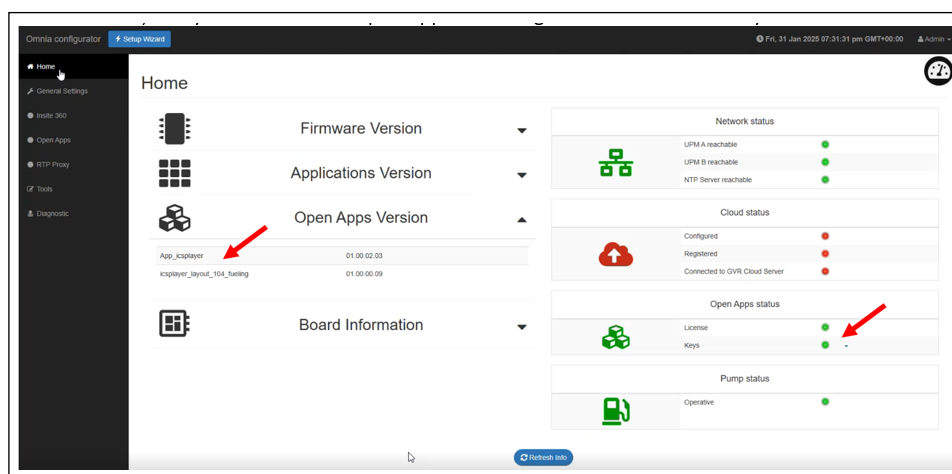 Omnia configurator
Setup Wizard
Fri, 31 Jan 2025 07:31:31 pm GMT+00:00
Admin
Home
General Settings
Insite 360
Open Apps
RTP Proxy
Tools
Diagnostic
Home
Firmware Version
Applications Version
Open Apps Version
App_icsplayer 01.00.02.03
icsplayer_layout_104_fueling 01.00.00.09
Board Information
Network status
UPM A reachable
UPM B reachable
NTP Server reachable
Cloud status
Configured
Registered
Connected to GVR Cloud Server
Open Apps status
License
Keys -
Pump status
Operative
Refresh Info